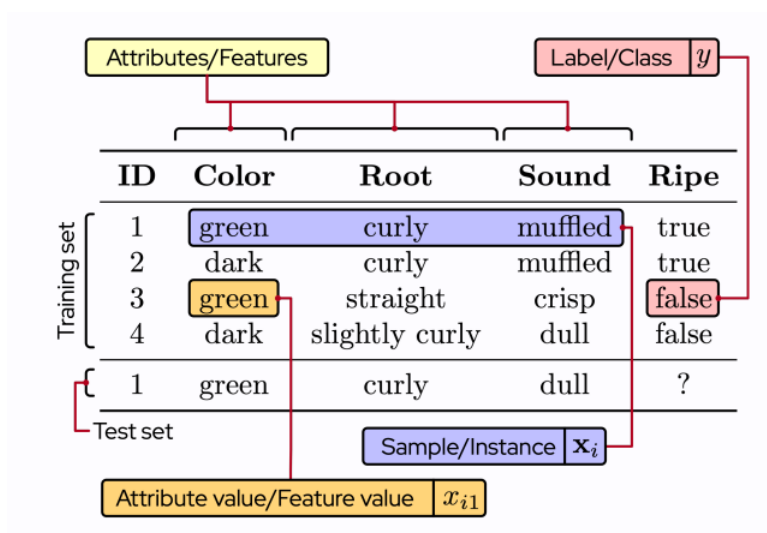 Attributes/Features
Label/Class y
ID Color Root Sound Ripe
Training set
1 green curly muffled true
2 dark curly muffled true
3 green straight crisp false
4 dark slightly curly dull false
1 green curly dull ?
Test set
Sample/Instance 𝐱ᵢ
Attribute value/Feature value xᵢ₁